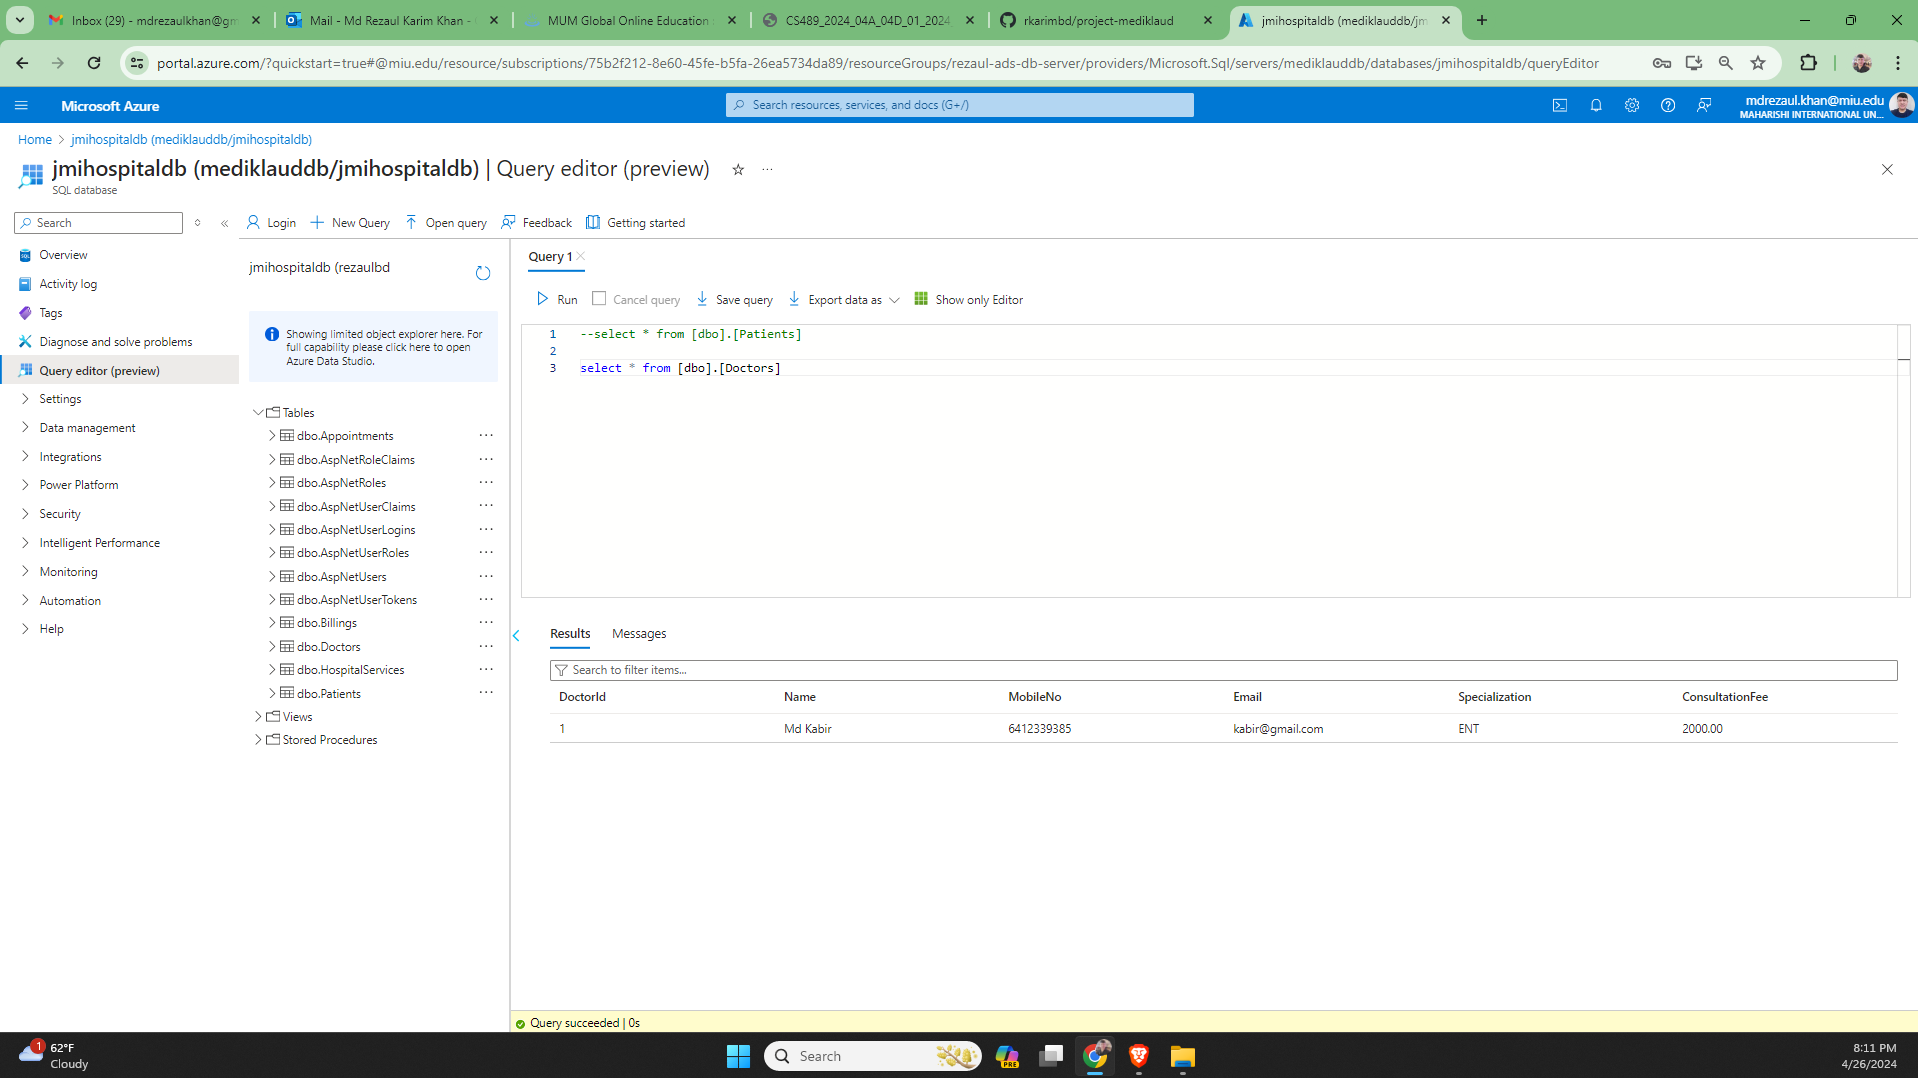 Inbox (29) - mdrezaulkhan@gm
Mail - Md Rezaul Karim Khan -
MUM Global Online Education
CS489_2024_04A_04D_01_2024
rkarimbd/project-mediklaud
jmihospitaldb (mediklauddb/jm
portal.azure.com/?quickstart=true#@miu.edu/resource/subscriptions/75b2f212-8e60-45fe-b5fa-26ea5734da89/resourceGroups/rezaul-ads-db-server/providers/Microsoft.Sql/servers/mediklauddb/databases/jmihospitaldb/queryEditor
Microsoft Azure
Search resources, services, and docs (G+/)
mdrezaul.khan@miu.edu
MAHARISHI INTERNATIONAL UN...
Home > jmihospitaldb (mediklauddb/jmihospitaldb)
jmihospitaldb (mediklauddb/jmihospitaldb) | Query editor (preview)
SQL database
Search
Login
New Query
Open query
Feedback
Getting started
Overview
Activity log
Tags
Diagnose and solve problems
Query editor (preview)
Settings
Data management
Integrations
Power Platform
Security
Intelligent Performance
Monitoring
Automation
Help
jmihospitaldb (rezaulbd
Showing limited object explorer here. For
full capability please click here to open
Azure Data Studio.
Tables
dbo.Appointments
dbo.AspNetRoleClaims
dbo.AspNetRoles
dbo.AspNetUserClaims
dbo.AspNetUserLogins
dbo.AspNetUserRoles
dbo.AspNetUsers
dbo.AspNetUserTokens
dbo.Billings
dbo.Doctors
dbo.HospitalServices
dbo.Patients
Views
Stored Procedures
Query 1
Run
Cancel query
Save query
Export data as
Show only Editor
1 --select * from [dbo].[Patients]
2
3 select * from [dbo].[Doctors]
Results
Messages
Search to filter items...
DoctorId Name MobileNo Email Specialization ConsultationFee
1 Md Kabir 6412339385 kabir@gmail.com ENT 2000.00
Query succeeded | 0s
1
62°F
Cloudy
Search
PRE
8:11 PM
4/26/2024